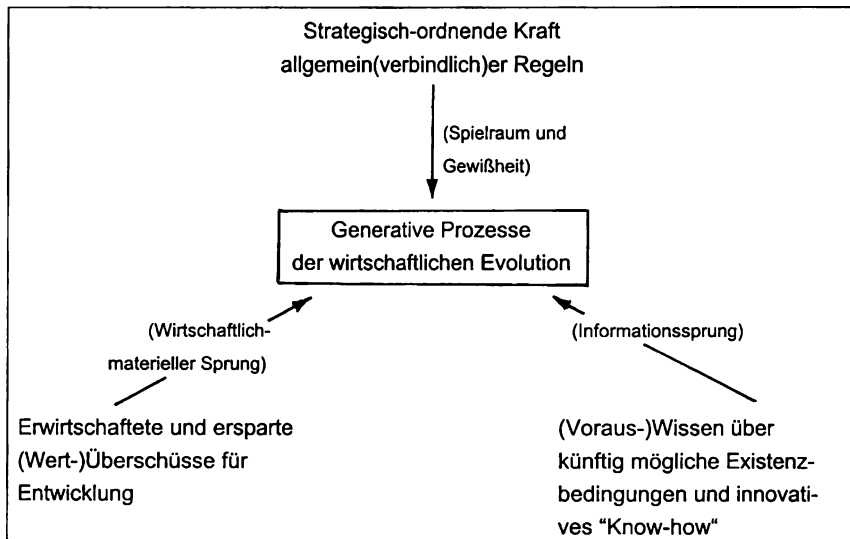 Strategisch-ordnende Kraft
allgemein(verbindlich)er Regeln
(Spielraum und
Gewißheit)
Generative Prozesse
der wirtschaftlichen Evolution
(Wirtschaftlich-
materieller Sprung)
(Informationssprung)
Erwirtschaftete und ersparte
(Wert-)Überschüsse für
Entwicklung
(Voraus-)Wissen über
künftig mögliche Existenz-
bedingungen und innovati-
ves “Know-how“